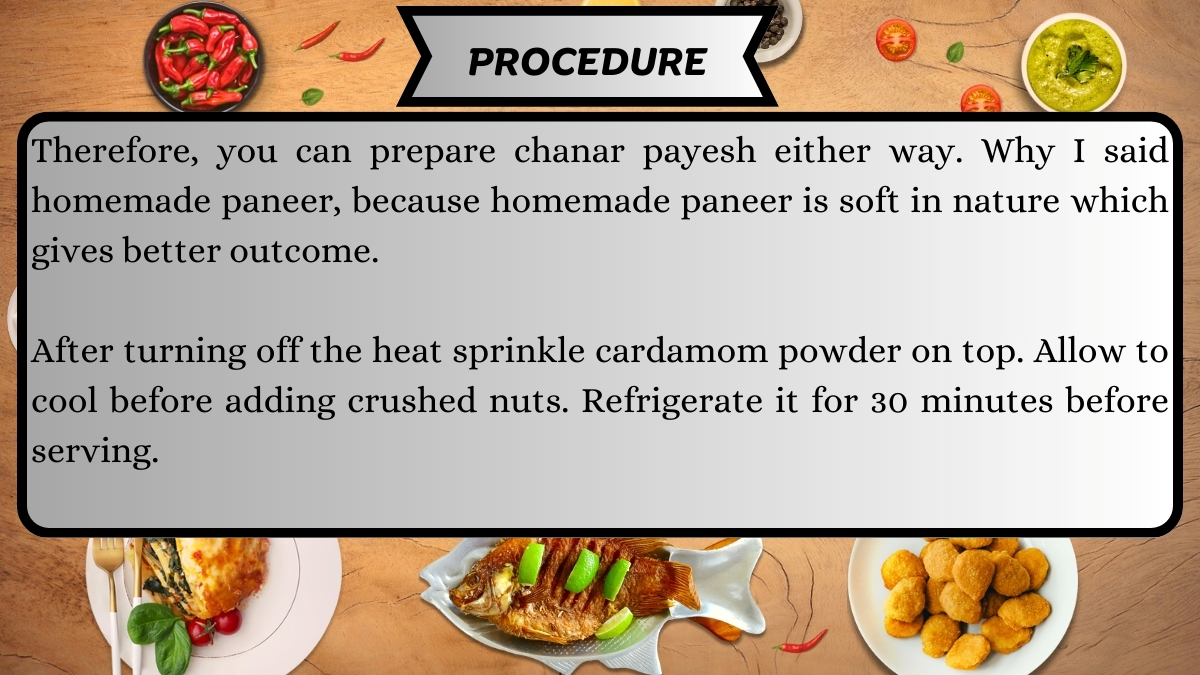 PROCEDURE
Therefore, you can prepare chanar payesh either way. Why I said
homemade paneer, because homemade paneer is soft in nature which
gives better outcome.
After turning off the heat sprinkle cardamom powder on top. Allow to
cool before adding crushed nuts. Refrigerate it for 30 minutes before
serving.